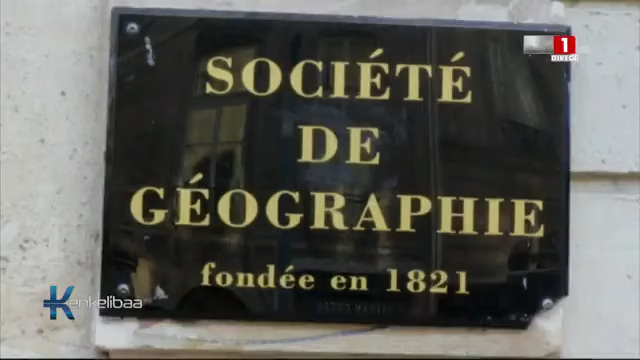 1
DIRECT
SOCIÉTÉ
DE
GÉOGRAPHIE
fondée en 1821
Kenkelibaa